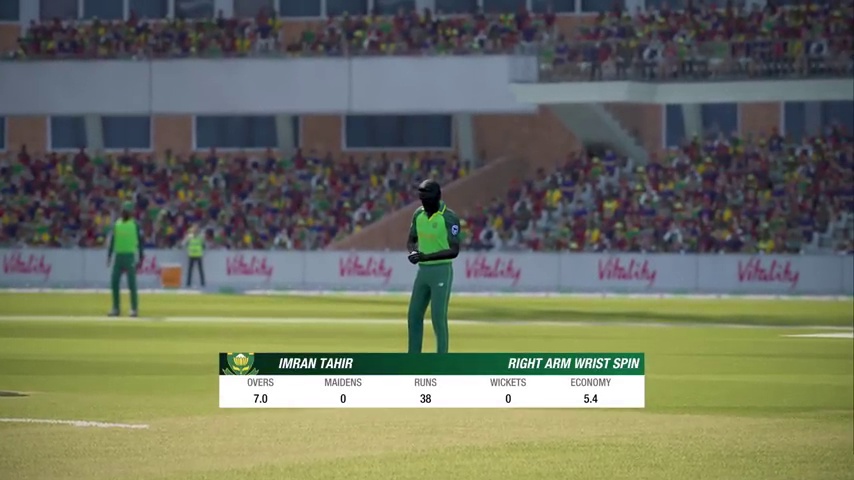 Vitality Vitality Vitality Vitality Vitality Vitality
IMRAN TAHIR RIGHT ARM WRIST SPIN
OVERS MAIDENS RUNS WICKETS ECONOMY
7.0 0 38 0 5.4